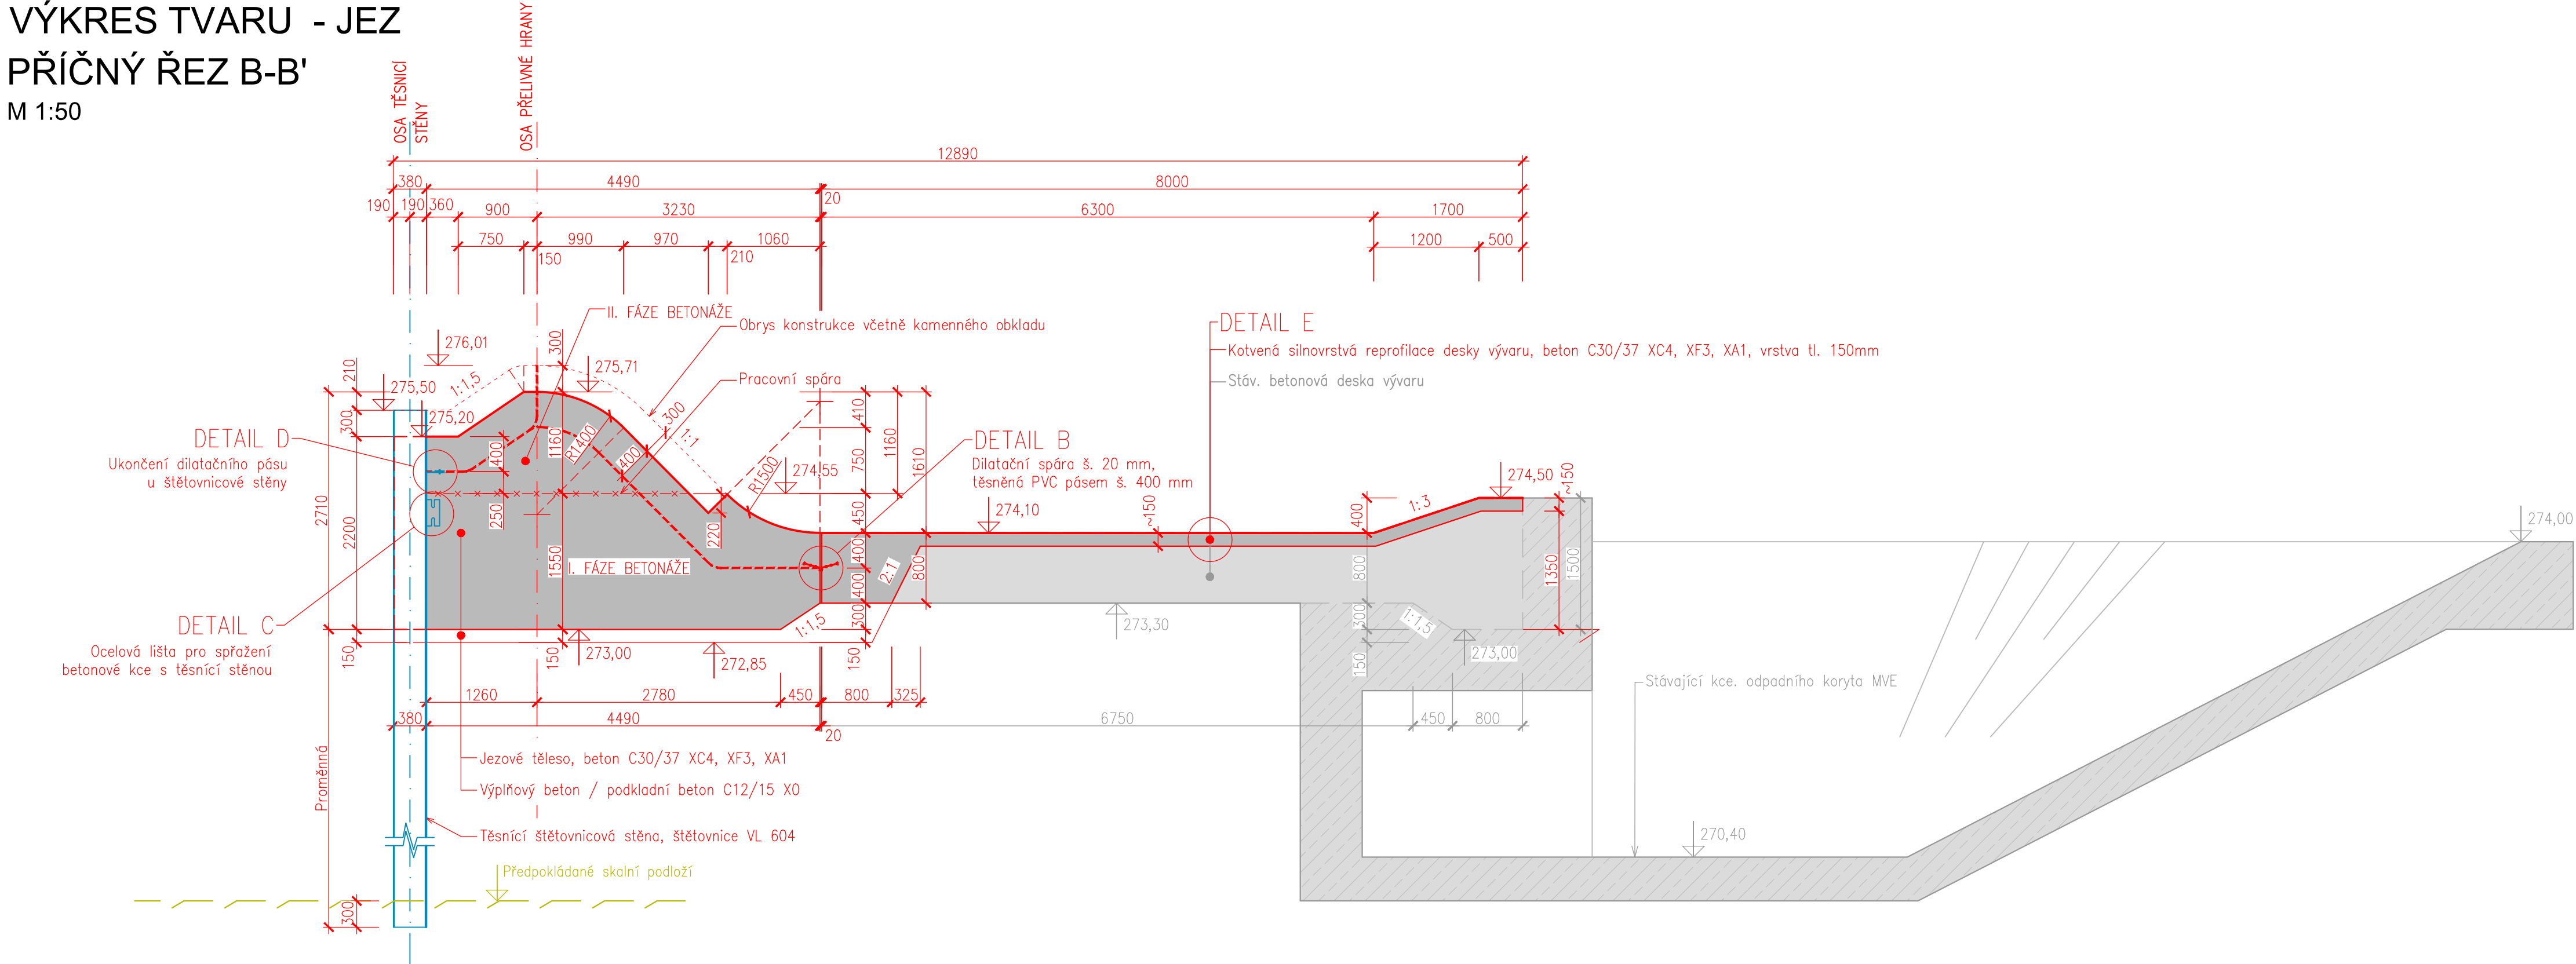 VÝKRES TVARU - JEZ
PŘÍČNÝ ŘEZ B-B'
M 1:50
OSA TĚSNICÍ
STĚNY
OSA PŘELIVNÉ HRANY
12890
380
4490
8000
20
190
190
360
900
3230
6300
1700
750
990
970
1060
1200
500
150
210
II. FÁZE BETONÁŽE
Obrys konstrukce včetně kamenného obkladu
Pracovní spára
DETAIL E
Kotvená silnovrstvá reprofilace desky vývaru, beton C30/37 XC4, XF3, XA1, vrstva tl. 150mm
Stáv. betonová deska vývaru
276,01
300
275,71
210
275,50
1:1,5
275,20
300
300
1:1
410
1160
1610
DETAIL D
Ukončení dilatačního pásu
u štětovnicové stěny
400
1160
R1400
400
R1500
274,55
750
DETAIL B
Dilatační spára š. 20 mm,
těsněná PVC pásem š. 400 mm
274,50
~150
1:3
2710
2200
250
220
450
274,10
~150
400
I. FÁZE BETONÁŽE
1550
400
400
2:1
800
800
1350
1500
274,00
DETAIL C
Ocelová lišta pro spřažení
betonové kce s těsnící stěnou
300
1:1,5
273,30
300
1:1,5
150
150
273,00
272,85
150
150
273,00
1260
2780
450
800
325
Stávající kce. odpadního koryta MVE
380
4490
20
6750
450
800
Proměnná
Jezové těleso, beton C30/37 XC4, XF3, XA1
Výplňový beton / podkladní beton C12/15 X0
Těsnící štětovnicová stěna, štětovnice VL 604
270,40
Předpokládané skalní podloží
300